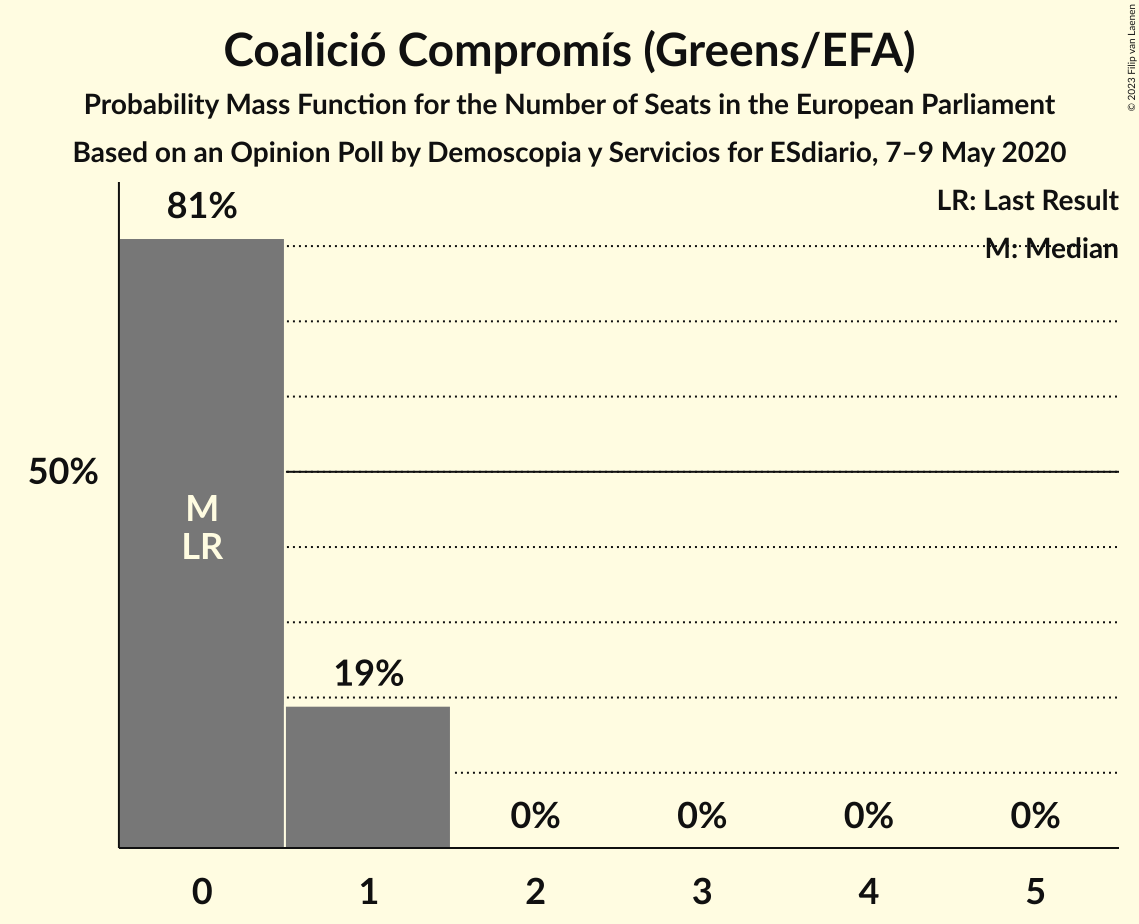 Coalició Compromís (Greens/EFA)
Probability Mass Function for the Number of Seats in the European Parliament
Based on an Opinion Poll by Demoscopia y Servicios for ESdiario, 7–9 May 2020
© 2023 Filip van Laenen
LR: Last Result
M: Median
81%
50%
M
LR
19%
0% 0% 0% 0%
0 1 2 3 4 5